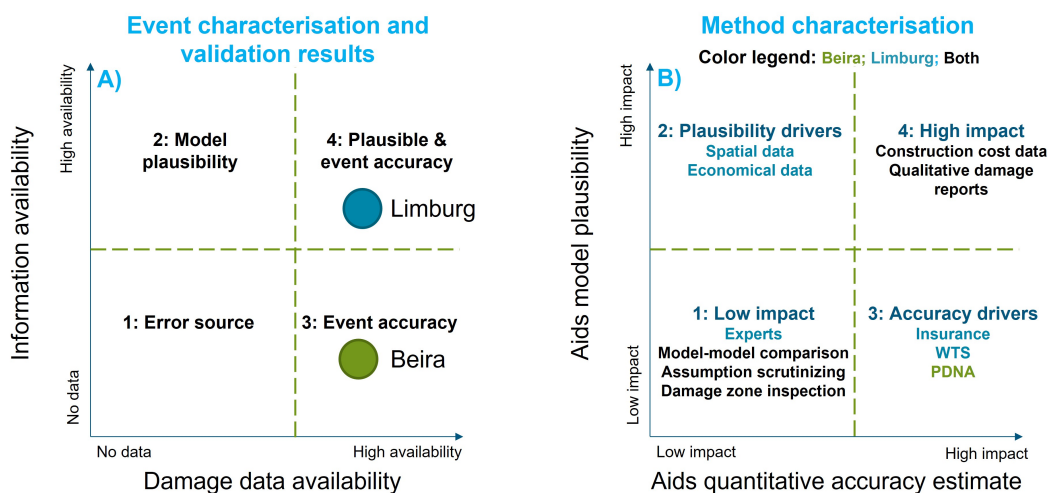 Event characterisation and
validation results
A)
Information availability
High availability
No data
2: Model
plausibility
4: Plausible &
event accuracy
Limburg
1: Error source
3: Event accuracy
Beira
No data
High availability
Damage data availability
Method characterisation
Color legend: Beira; Limburg; Both
B)
Aids model plausibility
High impact
Low impact
2: Plausibility drivers
Spatial data
Economical data
4: High impact
Construction cost data
Qualitative damage
reports
1: Low impact
Experts
Model-model comparison
Assumption scrutinizing
Damage zone inspection
3: Accuracy drivers
Insurance
WTS
PDNA
Low impact
High impact
Aids quantitative accuracy estimate